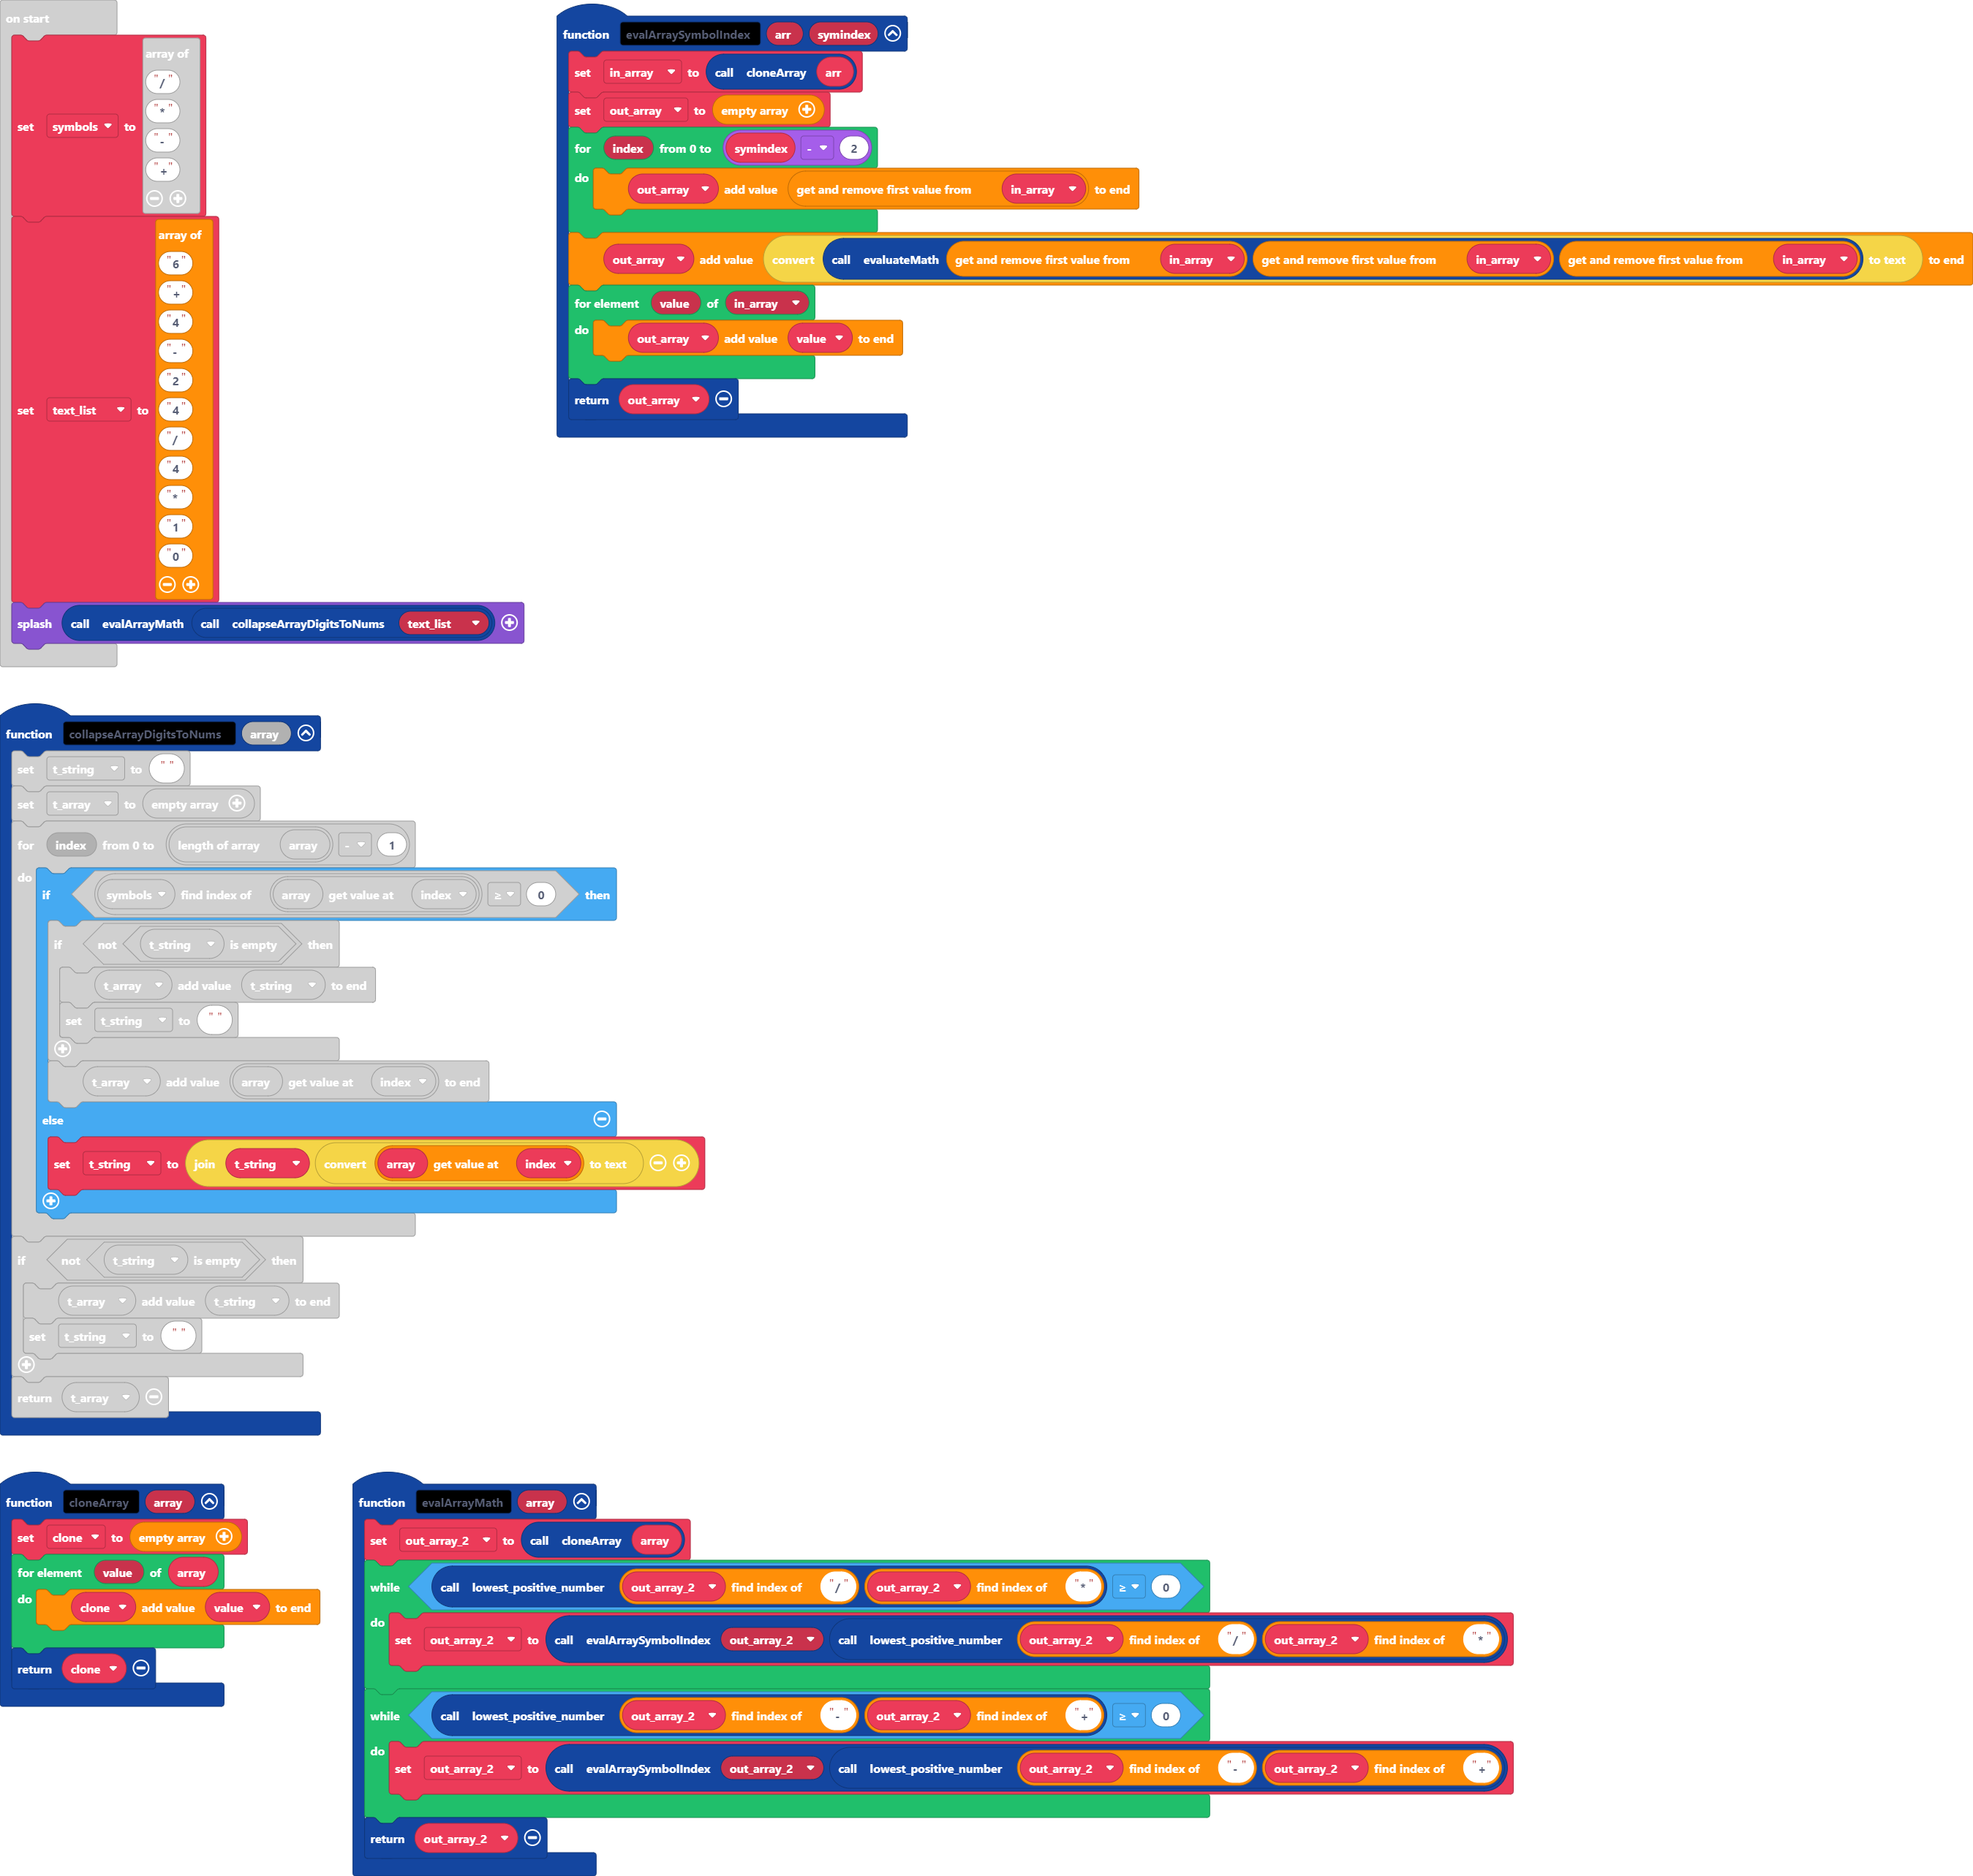 on start
set symbols to array of
"/"
"*"
"-"
"+"
set text_list to array of
"6"
"+"
"4"
"-"
"2"
"4"
"/"
"4"
"*"
"1"
"0"
splash call evalArrayMath call collapseArrayDigitsToNums text_list
function evalArraySymbolIndex arr symindex
set in_array to call cloneArray arr
set out_array to empty array
for index from 0 to symindex - 2
do out_array add value get and remove first value from in_array to end
out_array add value convert call evaluateMath get and remove first value from in_array get and remove first value from in_array get and remove first value from in_array to text to end
for element value of in_array
do out_array add value value to end
return out_array
function collapseArrayDigitsToNums array
set t_string to " "
set t_array to empty array
for index from 0 to length of array array - 1
do if symbols find index of array get value at index ≥ 0 then
if not t_string is empty then
t_array add value t_string to end
set t_string to " "
t_array add value array get value at index to end
else
set t_string to join t_string convert array get value at index to text
if not t_string is empty then
t_array add value t_string to end
set t_string to " "
return t_array
function cloneArray array
set clone to empty array
for element value of array
do clone add value value to end
return clone
function evalArrayMath array
set out_array_2 to call cloneArray array
while call lowest_positive_number out_array_2 find index of "/" out_array_2 find index of "*" ≥ 0
do set out_array_2 to call evalArraySymbolIndex out_array_2 call lowest_positive_number out_array_2 find index of "/" out_array_2 find index of "*"
while call lowest_positive_number out_array_2 find index of "-" out_array_2 find index of "+" ≥ 0
do set out_array_2 to call evalArraySymbolIndex out_array_2 call lowest_positive_number out_array_2 find index of "-" out_array_2 find index of "+"
return out_array_2